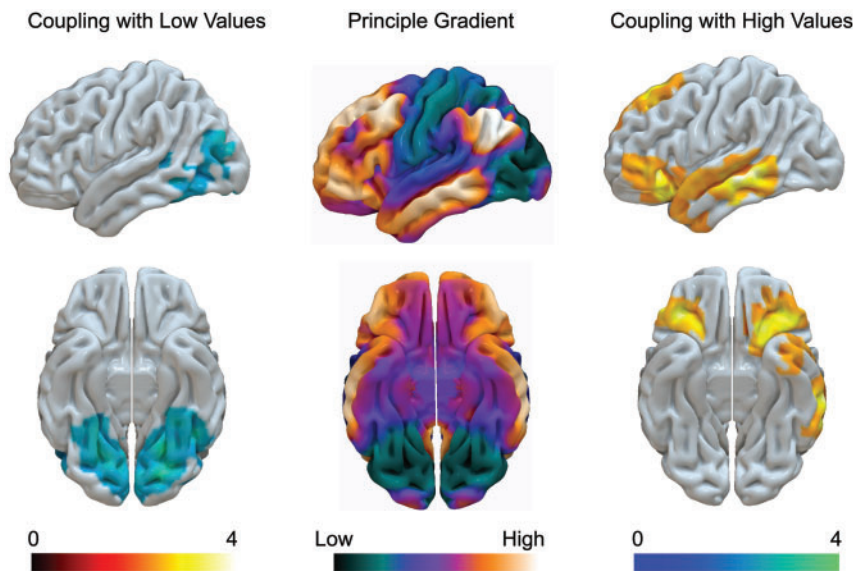 Coupling with Low Values
Principle Gradient
Coupling with High Values
0 4
Low High
0 4